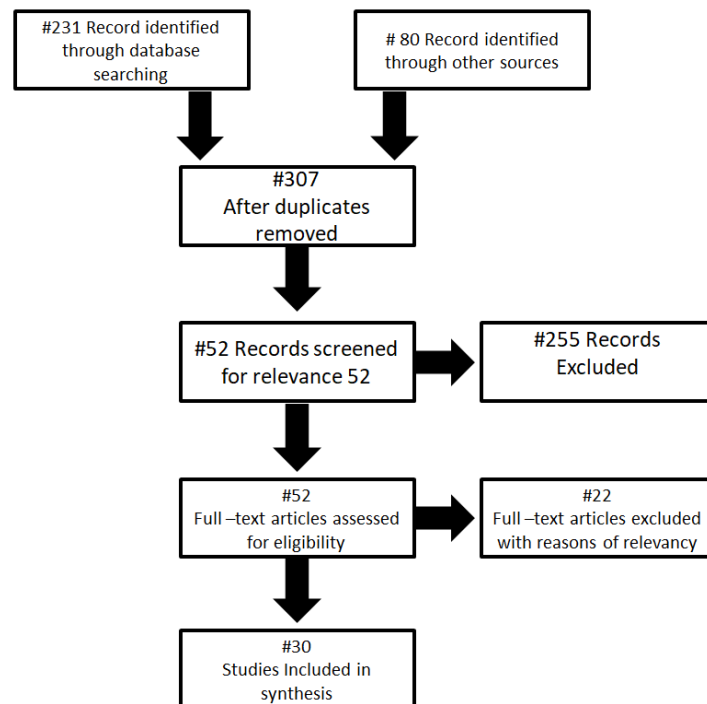 #231 Record identified
through database
searching
# 80 Record identified
through other sources
#307
After duplicates
removed
#52 Records screened
for relevance 52
#255 Records
Excluded
#52
Full –text articles assessed
for eligibility
#22
Full –text articles excluded
with reasons of relevancy
#30
Studies Included in
synthesis